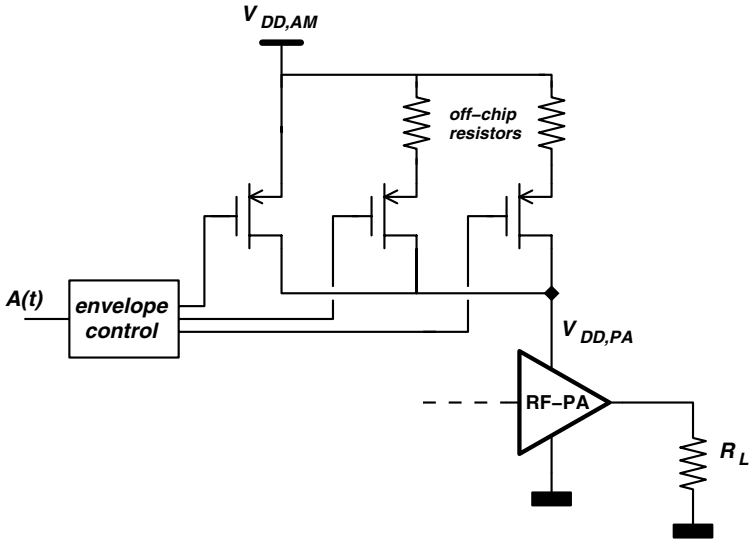 V DD,AM
off–chip
resistors
A(t)
envelope
control
V DD,PA
RF–PA
R L